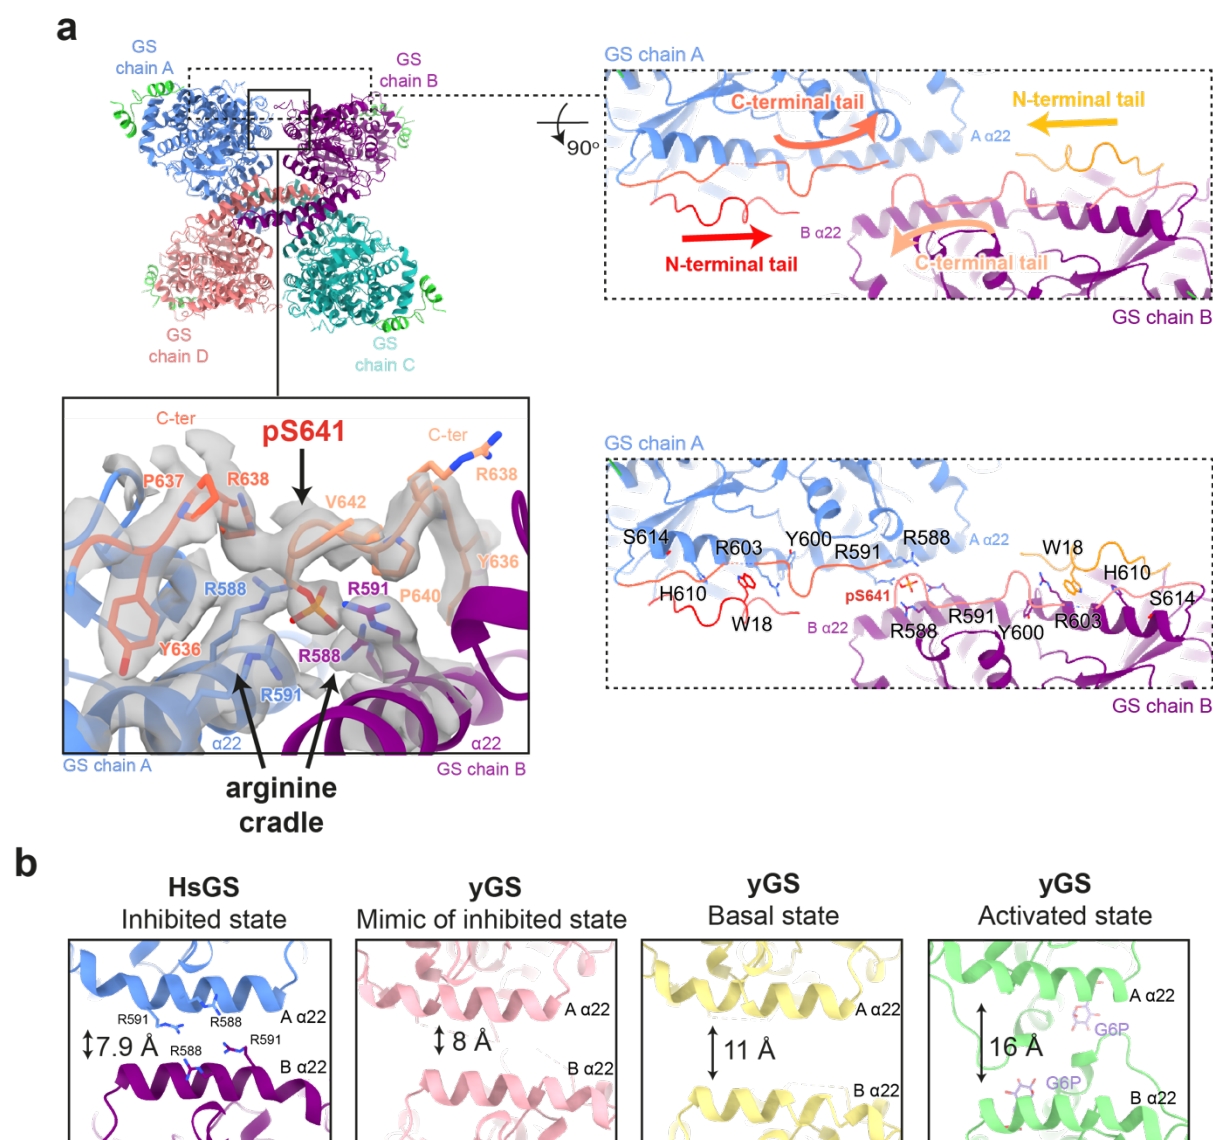 a
GS
chain A
GS
chain B
GS
chain D
GS
chain C
90°
GS chain A
C-terminal tail
N-terminal tail
A α22
B α22
N-terminal tail
C-terminal tail
GS chain B
C-ter
pS641
C-ter
P637
R638
R638
V642
Y636
R588
R591
P640
Y636
R588
R591
α22
α22
GS chain A
GS chain B
arginine
cradle
GS chain A
S614
R603
Y600
R591
R588
A α22
W18
H610
H610
pS641
S614
W18
B α22
R588
R591
Y600
R603
GS chain B
b
HsGS
Inhibited state
yGS
Mimic of inhibited state
yGS
Basal state
yGS
Activated state
A α22
R591
R588
7.9 Å
R588
R591
B α22
A α22
8 Å
B α22
A α22
11 Å
B α22
A α22
G6P
16 Å
G6P
B α22